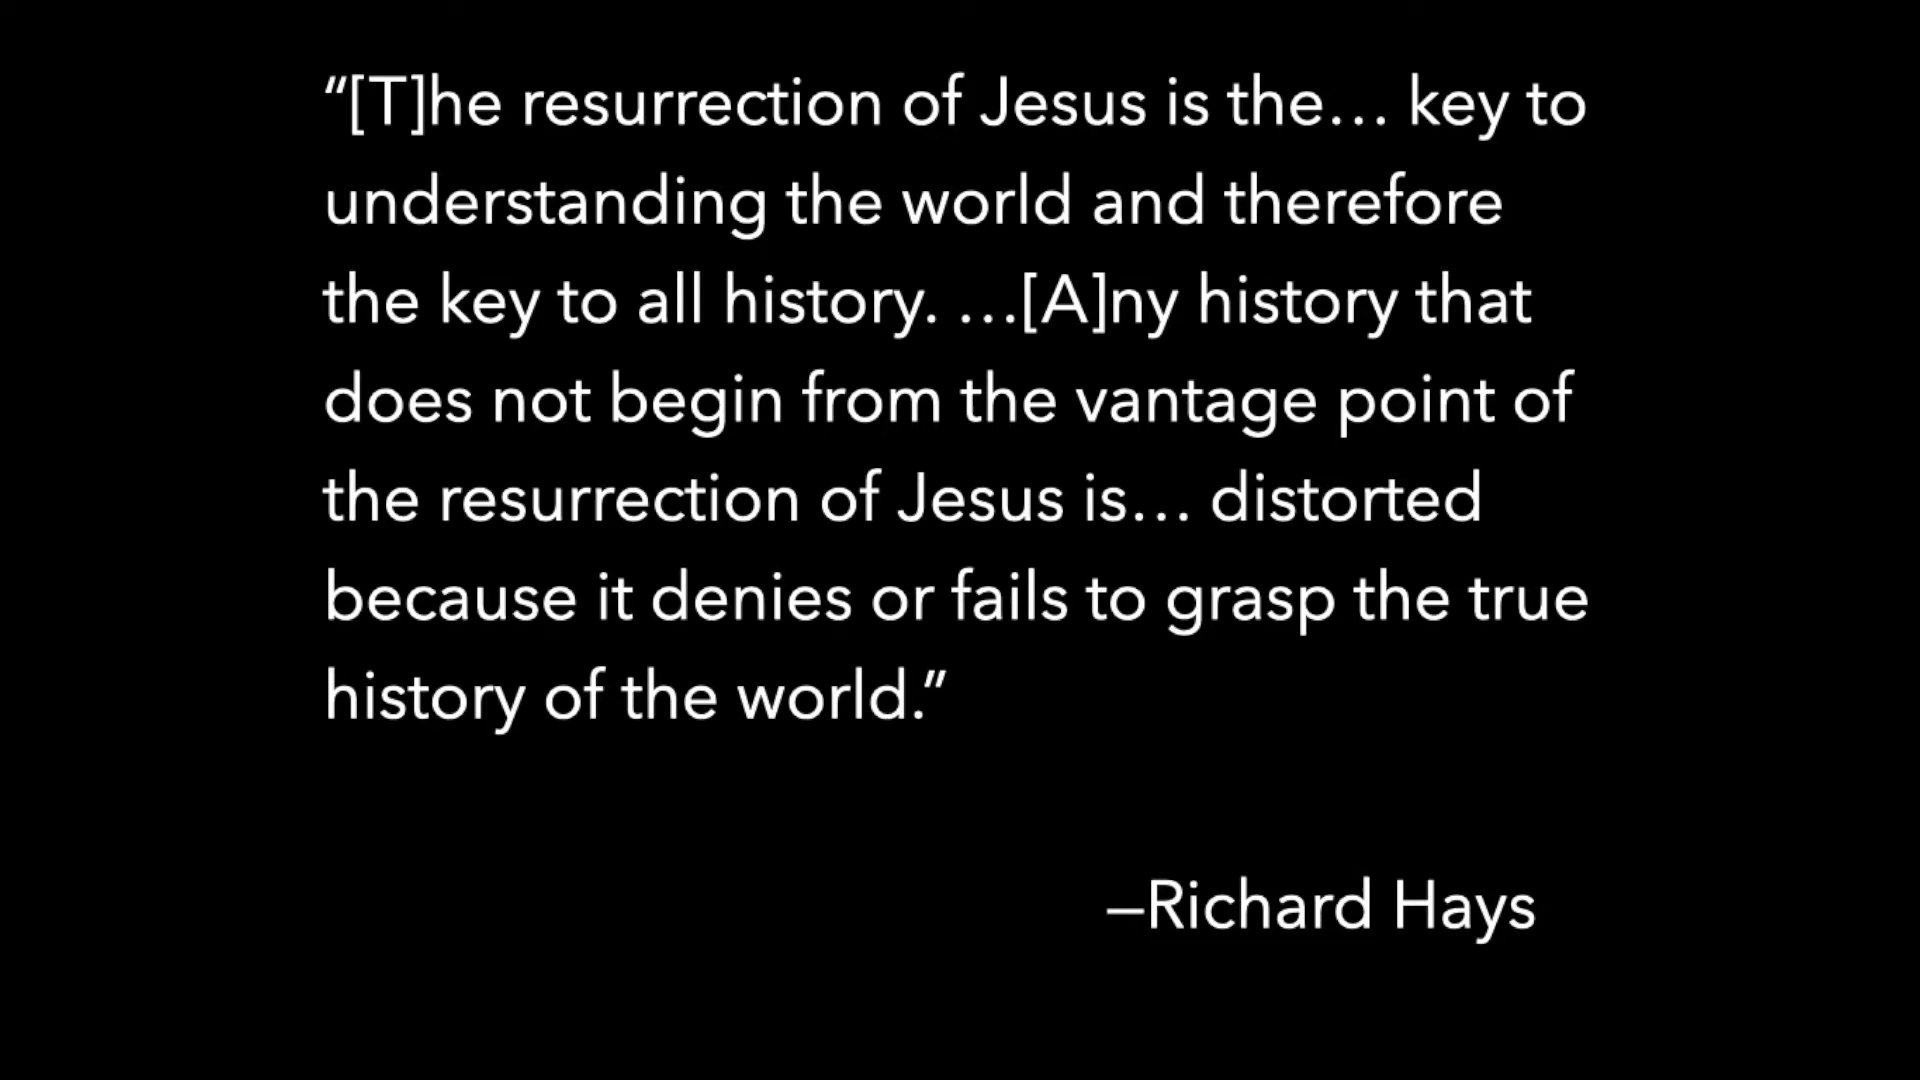 “[T]he resurrection of Jesus is the… key to
understanding the world and therefore
the key to all history. …[A]ny history that
does not begin from the vantage point of
the resurrection of Jesus is… distorted
because it denies or fails to grasp the true
history of the world.”
–Richard Hays